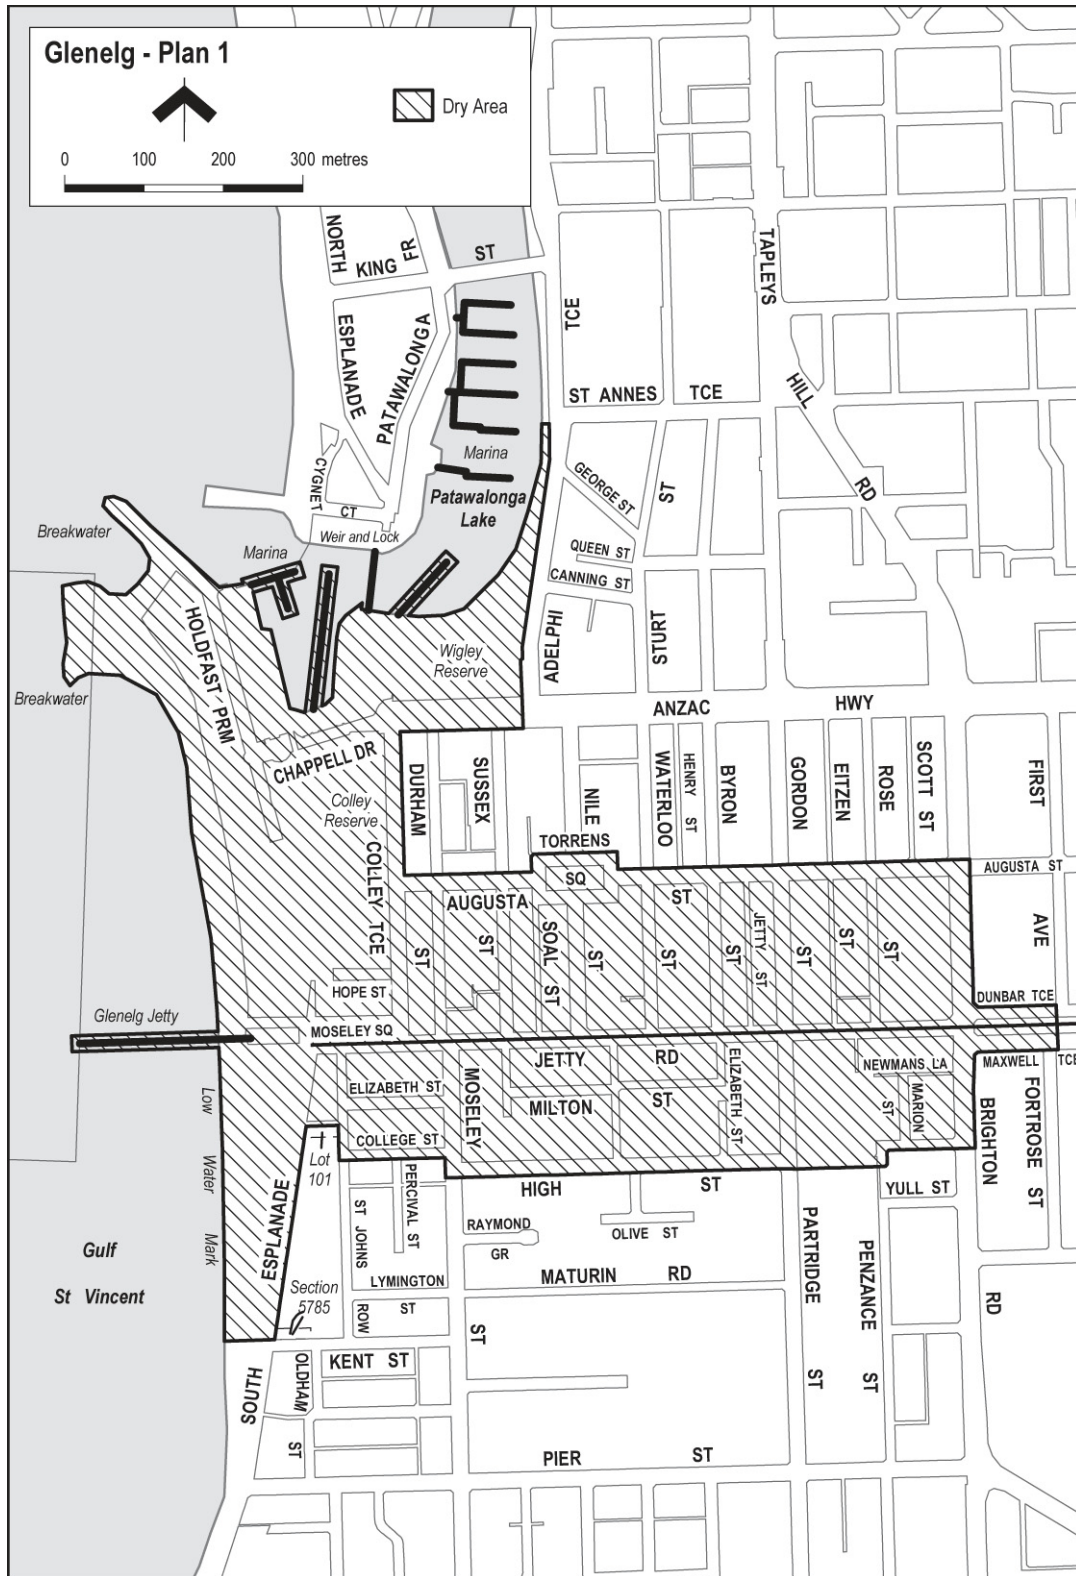 Glenelg - Plan 1
Dry Area
0 100 200 300 metres
NORTH
KING
FR
ST
ESPLANADE
PATAWALONGA
TCE
TAPLEYS
HILL
RD
ST ANNES TCE
Marina
Patawalonga
Lake
CYGNET
CT
Weir and Lock
GEORGE ST
ST
QUEEN ST
CANNING ST
Breakwater
Marina
HOLDFAST PRM
Wigley
Reserve
ADELPHI
STURT
Breakwater
ANZAC HWY
CHAPPELL DR
Colley
Reserve
COLLEY TCE
DURHAM
SUSSEX
NILE
WATERLOO
HENRY ST
BYRON
GORDON
EITZEN
ROSE
SCOTT ST
FIRST
TORRENS
SQ
AUGUSTA ST
AUGUSTA
ST
AVE
ST
ST
SOAL ST
ST
ST
ST
JETTY ST
ST
ST
ST
HOPE ST
DUNBAR TCE
Glenelg Jetty
MOSELEY SQ
JETTY RD
NEWMANS LA
MAXWELL TCE
ELIZABETH ST
MOSELEY
MILTON ST
ELIZABETH ST
ST
MARION
BRIGHTON
FORTROSE ST
COLLEGE ST
Low
Water
Mark
Lot
101
ESPLANADE
HIGH ST
YULL ST
PERCIVAL ST
ST JOHNS
RAYMOND
GR
OLIVE ST
PARTRIDGE
PENZANCE
Gulf
St Vincent
LYMINGTON
ST
MATURIN RD
RD
Section
5785
ROW
ST
KENT ST
ST
ST
SOUTH
OLDHAM
ST
PIER ST